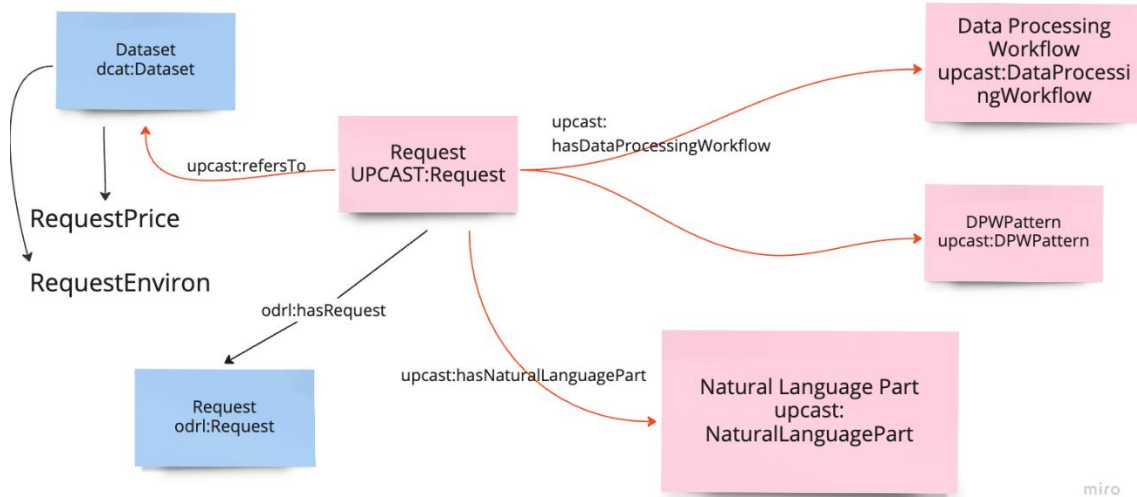 Dataset
dcat:Dataset
Data Processing
Workflow
upcast:DataProcessi
ngWorkflow
upcast:
hasDataProcessingWorkflow
upcast:refersTo
Request
UPCAST:Request
RequestPrice
DPWPattern
upcast:DPWPattern
RequestEnviron
odrl:hasRequest
upcast:hasNaturalLanguagePart
Natural Language Part
upcast:
NaturalLanguagePart
Request
odrl:Request
miro